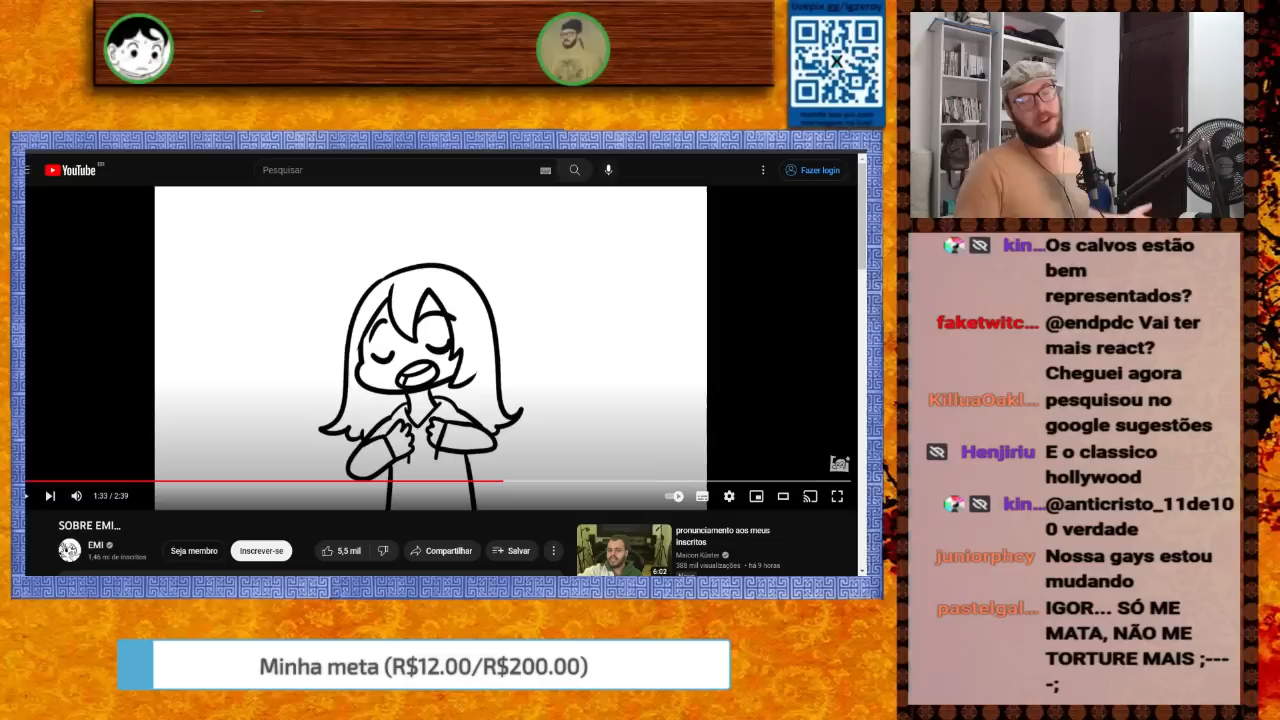 livepix.gg/igzeroy
YouTube BR
Pesquisar
Fazer login
1:33 / 2:39
SOBRE EMI...
EMI
1,46 mi de inscritos
Seja membro
Inscrever-se
5,5 mil
Compartilhar
Salvar
pronunciamento aos meus
inscritos
Maicon Küster
388 mil visualizações • há 9 horas
6:02
Minha meta (R$12.00/R$200.00)
kin... Os calvos estão
bem
representados?
faketwitc... @endpdc Vai ter
mais react?
Cheguei agora
KilluaOakl... pesquisou no
google sugestões
Henjiriu E o classico
hollywood
kin... @anticristo_11de10
0 verdade
juniorphcy Nossa gays estou
mudando
pastelgal... IGOR... SÓ ME
MATA, NÃO ME
TORTURE MAIS ;---
-;